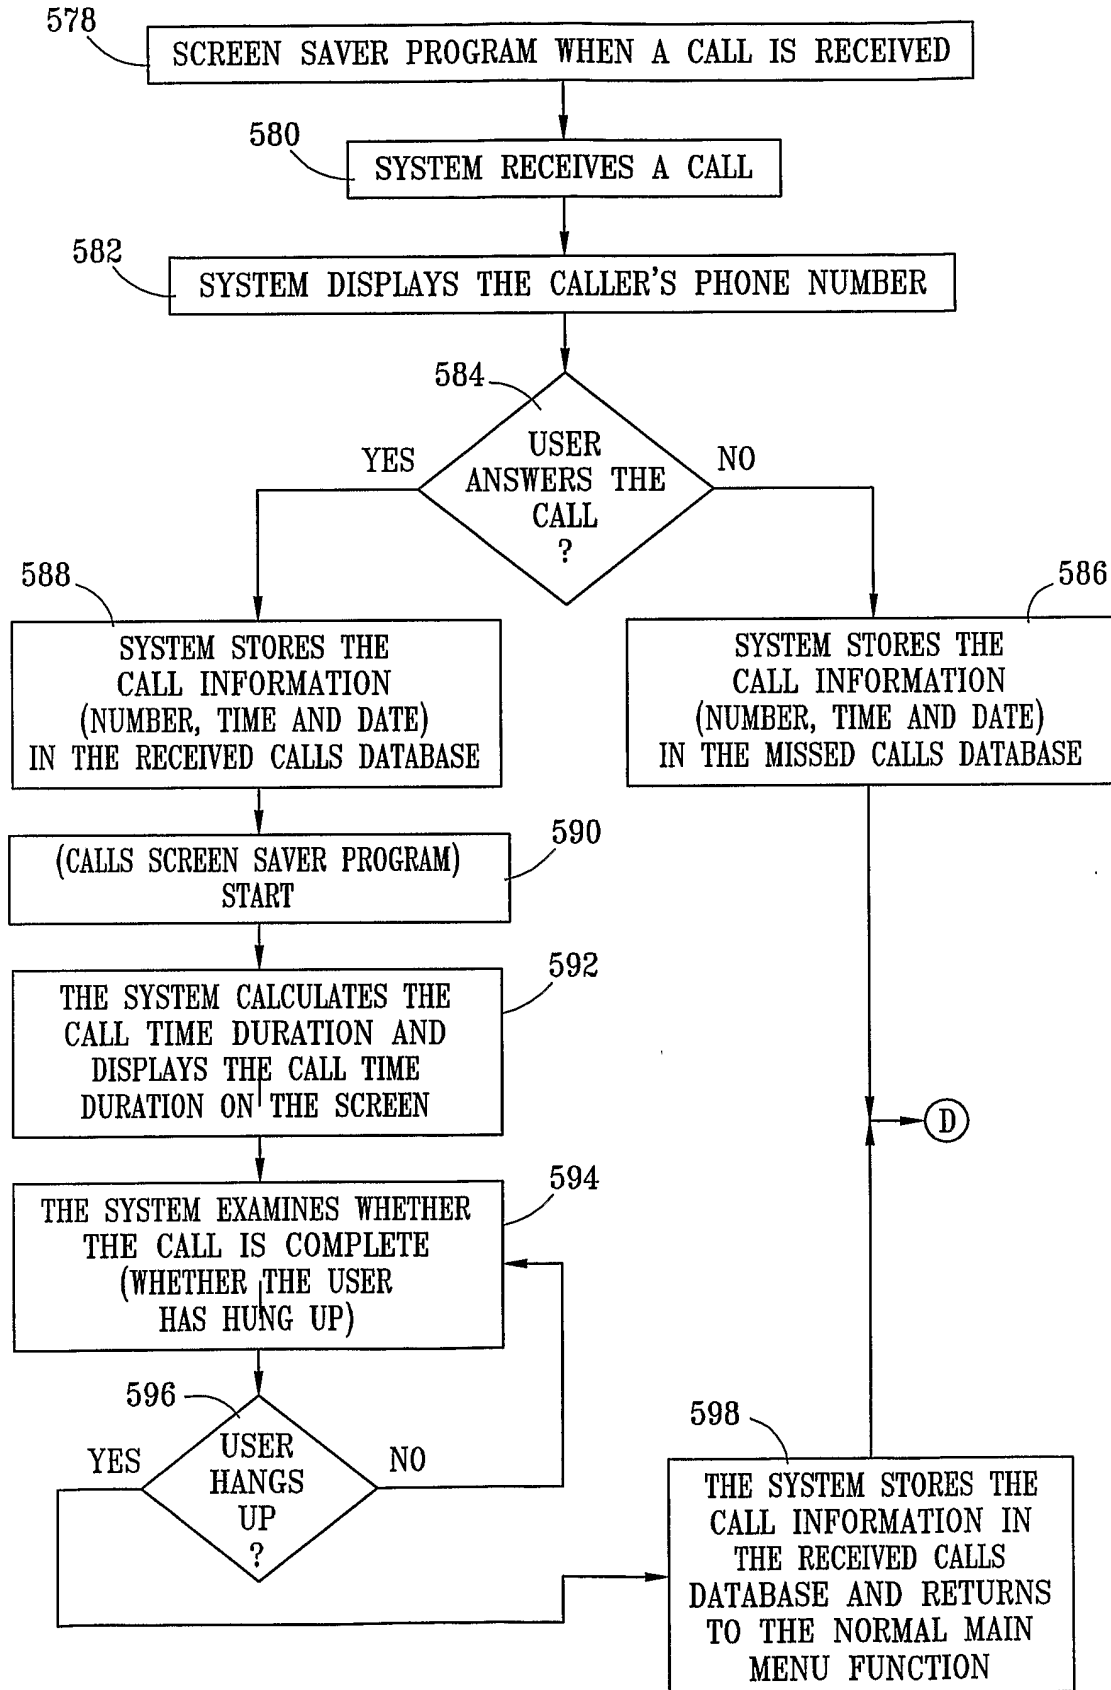 578
SCREEN SAVER PROGRAM WHEN A CALL IS RECEIVED
580
SYSTEM RECEIVES A CALL
582
SYSTEM DISPLAYS THE CALLER'S PHONE NUMBER
584
USER
ANSWERS THE
CALL
?
YES
NO
588
SYSTEM STORES THE
CALL INFORMATION
(NUMBER, TIME AND DATE)
IN THE RECEIVED CALLS DATABASE
586
SYSTEM STORES THE
CALL INFORMATION
(NUMBER, TIME AND DATE)
IN THE MISSED CALLS DATABASE
590
(CALLS SCREEN SAVER PROGRAM)
START
592
THE SYSTEM CALCULATES THE
CALL TIME DURATION AND
DISPLAYS THE CALL TIME
DURATION ON THE SCREEN
D
594
THE SYSTEM EXAMINES WHETHER
THE CALL IS COMPLETE
(WHETHER THE USER
HAS HUNG UP)
596
USER
HANGS
UP
?
YES
NO
598
THE SYSTEM STORES THE
CALL INFORMATION IN
THE RECEIVED CALLS
DATABASE AND RETURNS
TO THE NORMAL MAIN
MENU FUNCTION